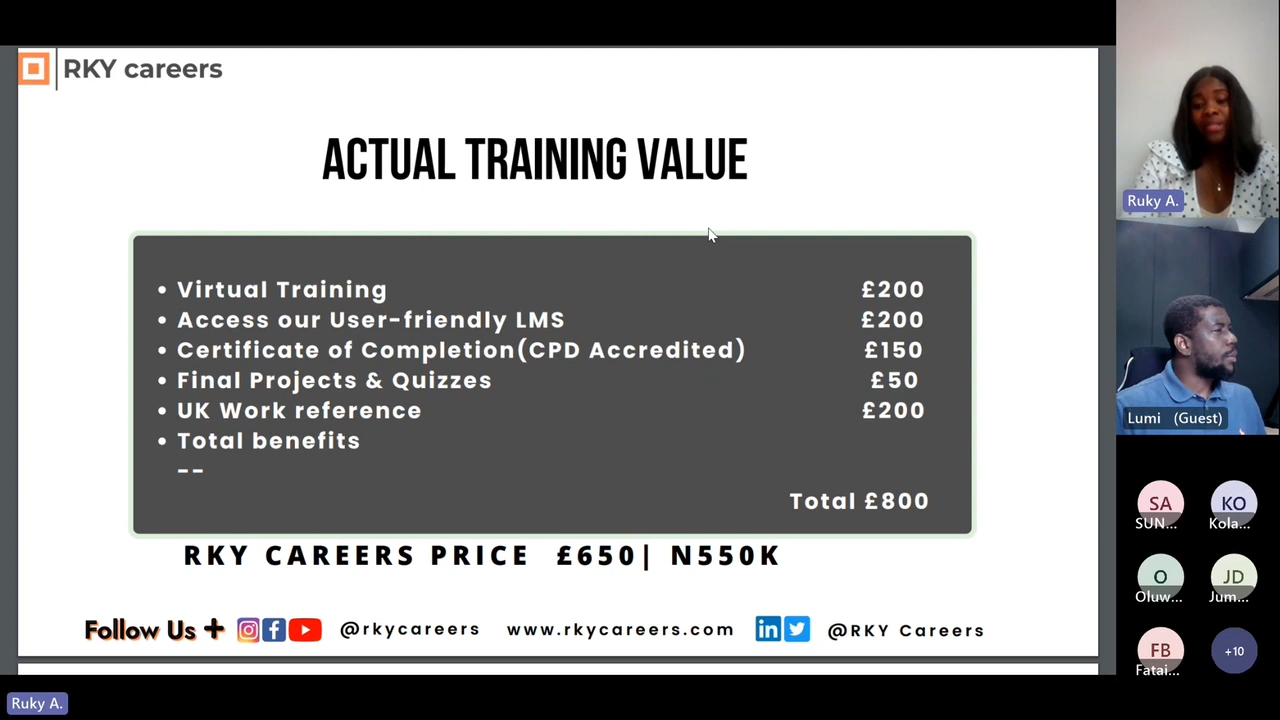 RKY careers
ACTUAL TRAINING VALUE
• Virtual Training £200
• Access our User-friendly LMS £200
• Certificate of Completion(CPD Accredited) £150
• Final Projects & Quizzes £50
• UK Work reference £200
• Total benefits
--
Total £800
RKY CAREERS PRICE £650| N550K
Follow Us + @rkycareers www.rkycareers.com in @RKY Careers
Ruky A.
Ruky A.
Lumi (Guest)
SA KO
SUN... Kola...
O JD
Oluw... Jum...
FB +10
Fatai...